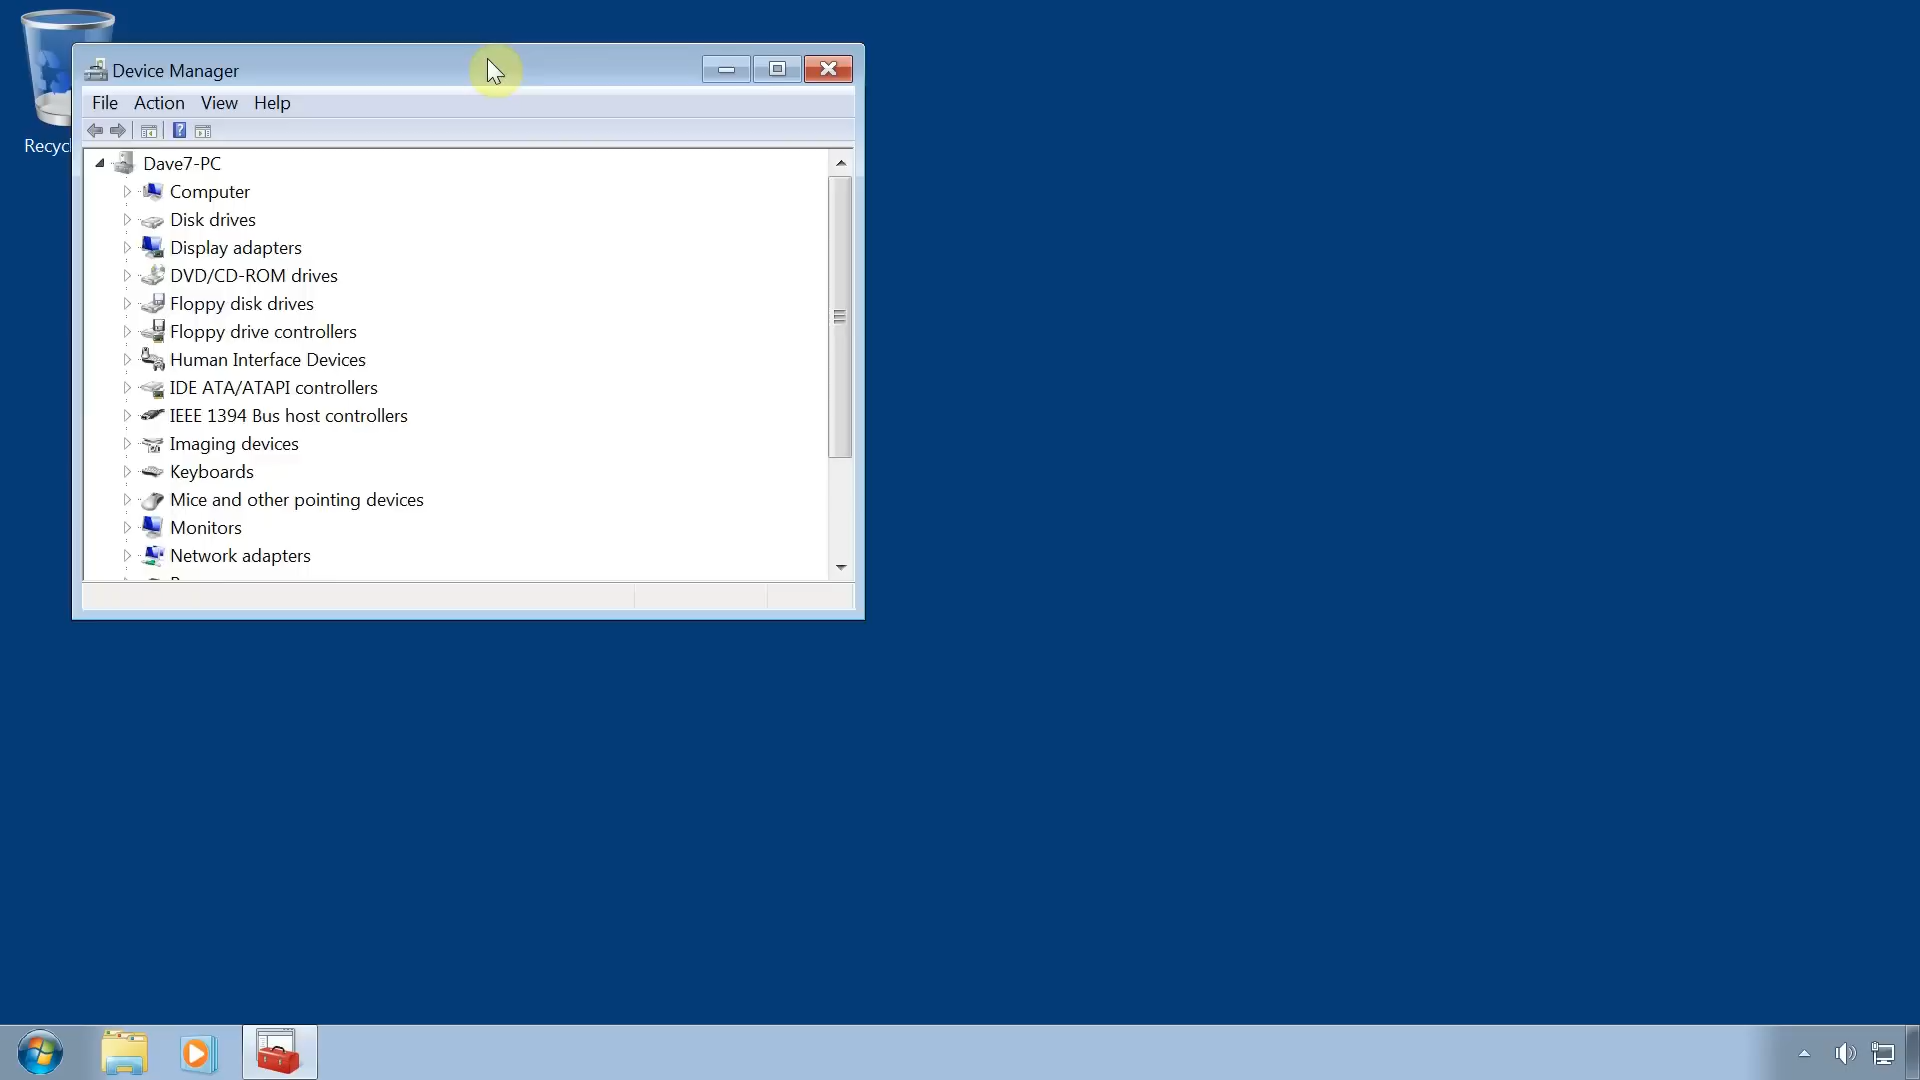 Device Manager
File Action View Help
Recyc
Dave7-PC
Computer
Disk drives
Display adapters
DVD/CD-ROM drives
Floppy disk drives
Floppy drive controllers
Human Interface Devices
IDE ATA/ATAPI controllers
IEEE 1394 Bus host controllers
Imaging devices
Keyboards
Mice and other pointing devices
Monitors
Network adapters